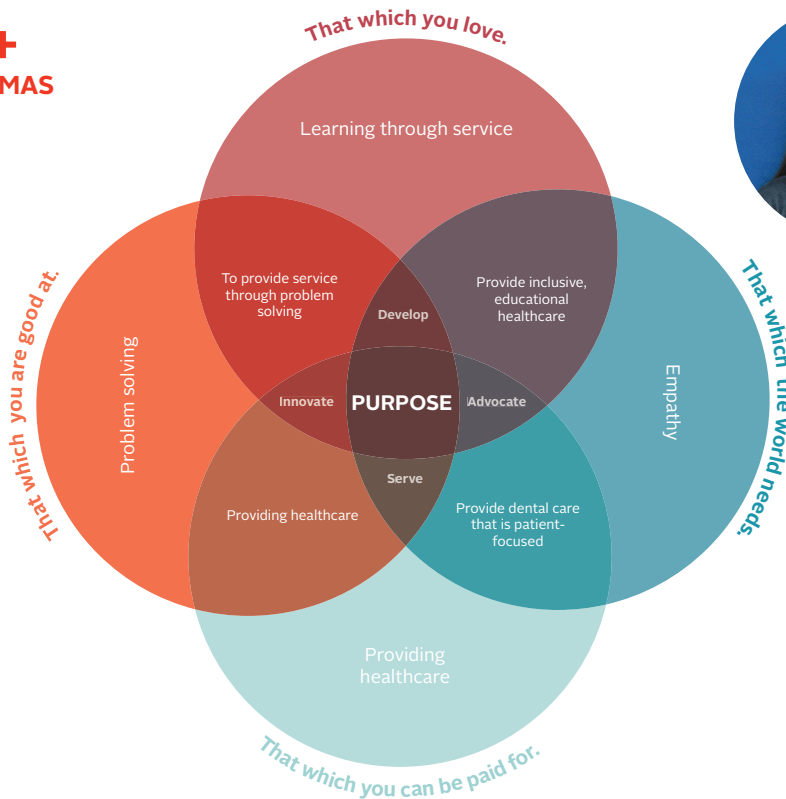 +
MAS
That which you love.
Learning through service
That which you are good at.
Problem solving
To provide service
through problem
solving
Develop
Provide inclusive,
educational
healthcare
That which the world needs.
Empathy
Innovate
PURPOSE
Advocate
Serve
Providing healthcare
Provide dental care
that is patient-
focused
Providing
healthcare
That which you can be paid for.